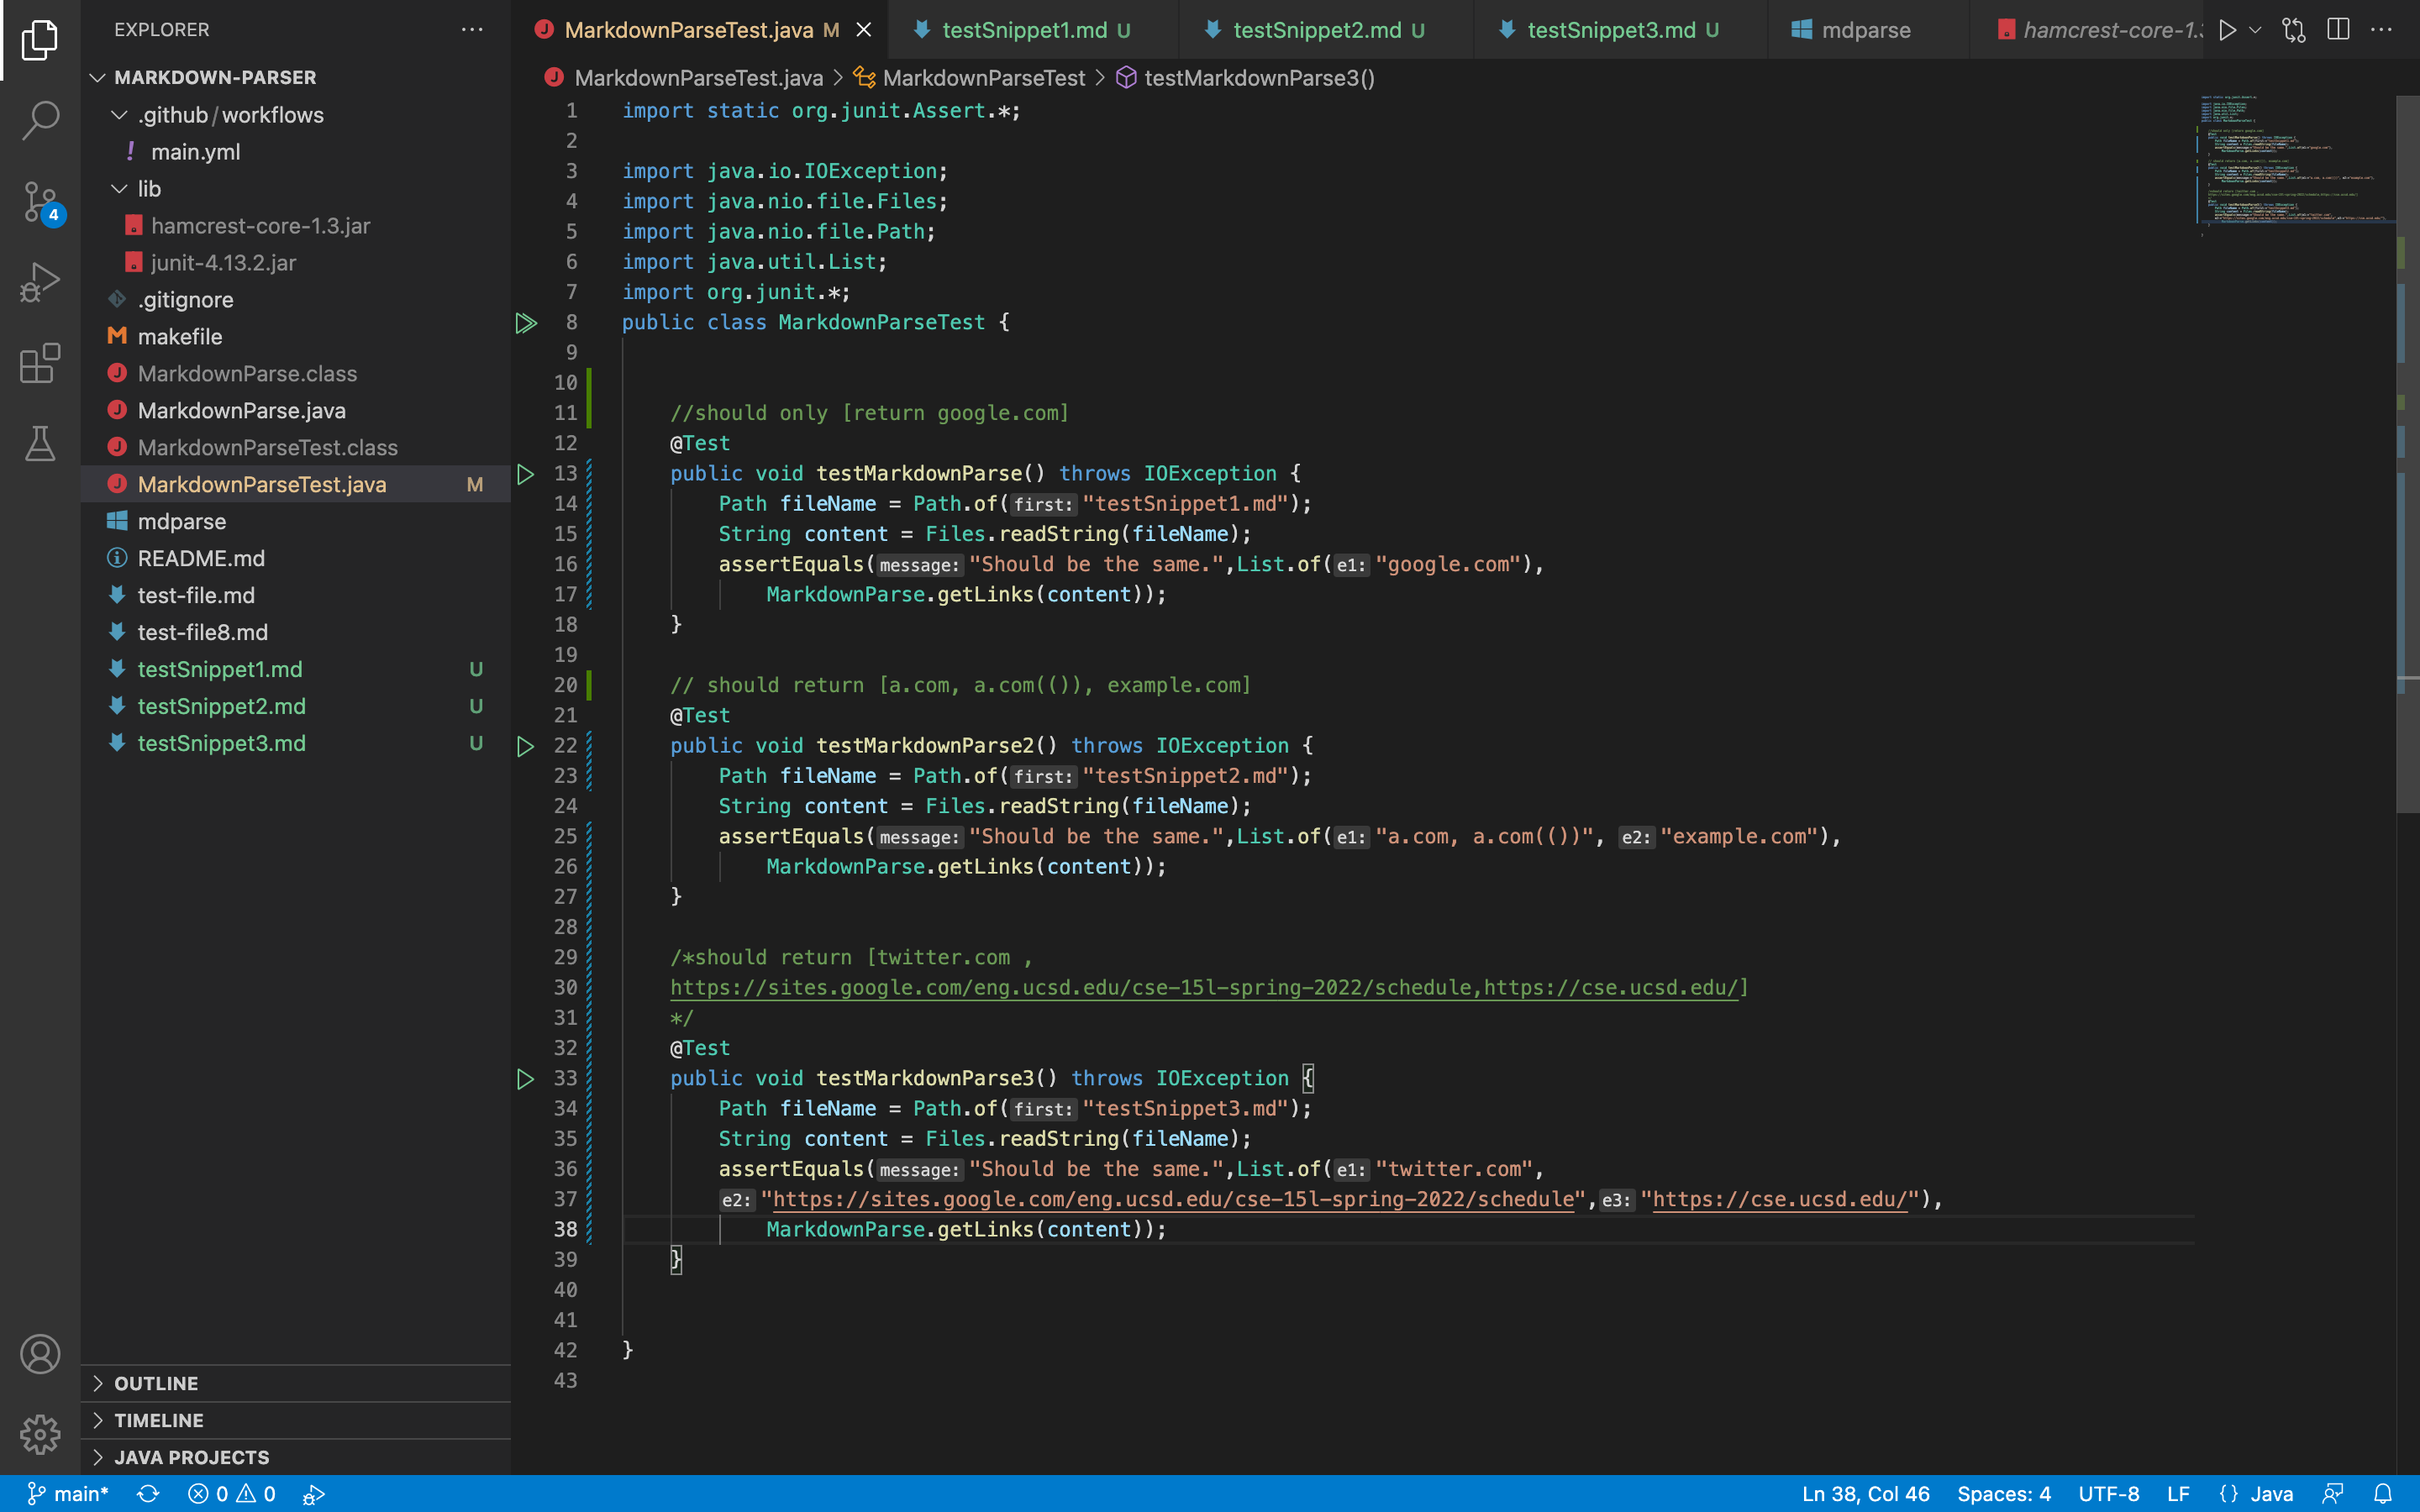 EXPLORER
MARKDOWN-PARSER
.github/workflows
main.yml
lib
hamcrest-core-1.3.jar
junit-4.13.2.jar
.gitignore
makefile
MarkdownParse.class
MarkdownParse.java
MarkdownParseTest.class
MarkdownParseTest.java M
mdparse
README.md
test-file.md
test-file8.md
testSnippet1.md U
testSnippet2.md U
testSnippet3.md U
OUTLINE
TIMELINE
JAVA PROJECTS
4
MarkdownParseTest.java M testSnippet1.md U testSnippet2.md U testSnippet3.md U mdparse hamcrest-core-1.3
MarkdownParseTest.java > MarkdownParseTest > testMarkdownParse3()
1 import static org.junit.Assert.*;
2
3 import java.io.IOException;
4 import java.nio.file.Files;
5 import java.nio.file.Path;
6 import java.util.List;
7 import org.junit.*;
8 public class MarkdownParseTest {
9
10
11 //should only [return google.com]
12 @Test
13 public void testMarkdownParse() throws IOException {
14 Path fileName = Path.of(first: "testSnippet1.md");
15 String content = Files.readString(fileName);
16 assertEquals(message: "Should be the same.",List.of(e1: "google.com"),
17 MarkdownParse.getLinks(content));
18 }
19
20 // should return [a.com, a.com(()), example.com]
21 @Test
22 public void testMarkdownParse2() throws IOException {
23 Path fileName = Path.of(first: "testSnippet2.md");
24 String content = Files.readString(fileName);
25 assertEquals(message: "Should be the same.",List.of(e1: "a.com, a.com(())", e2: "example.com"),
26 MarkdownParse.getLinks(content));
27 }
28
29 /*should return [twitter.com ,
30 https://sites.google.com/eng.ucsd.edu/cse-15l-spring-2022/schedule,https://cse.ucsd.edu/]
31 */
32 @Test
33 public void testMarkdownParse3() throws IOException {
34 Path fileName = Path.of(first: "testSnippet3.md");
35 String content = Files.readString(fileName);
36 assertEquals(message: "Should be the same.",List.of(e1: "twitter.com",
37 e2: "https://sites.google.com/eng.ucsd.edu/cse-15l-spring-2022/schedule",e3: "https://cse.ucsd.edu/"),
38 MarkdownParse.getLinks(content));
39 }
40
41
42 }
43
main* 0 0 Ln 38, Col 46 Spaces: 4 UTF-8 LF {} Java